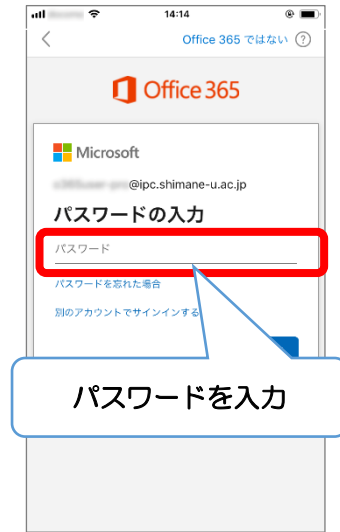 14:14
Office 365 ではない ?
Office 365
Microsoft
@ipc.shimane-u.ac.jp
パスワードの入力
パスワード
パスワードを忘れた場合
別のアカウントでサインインする
パスワードを入力